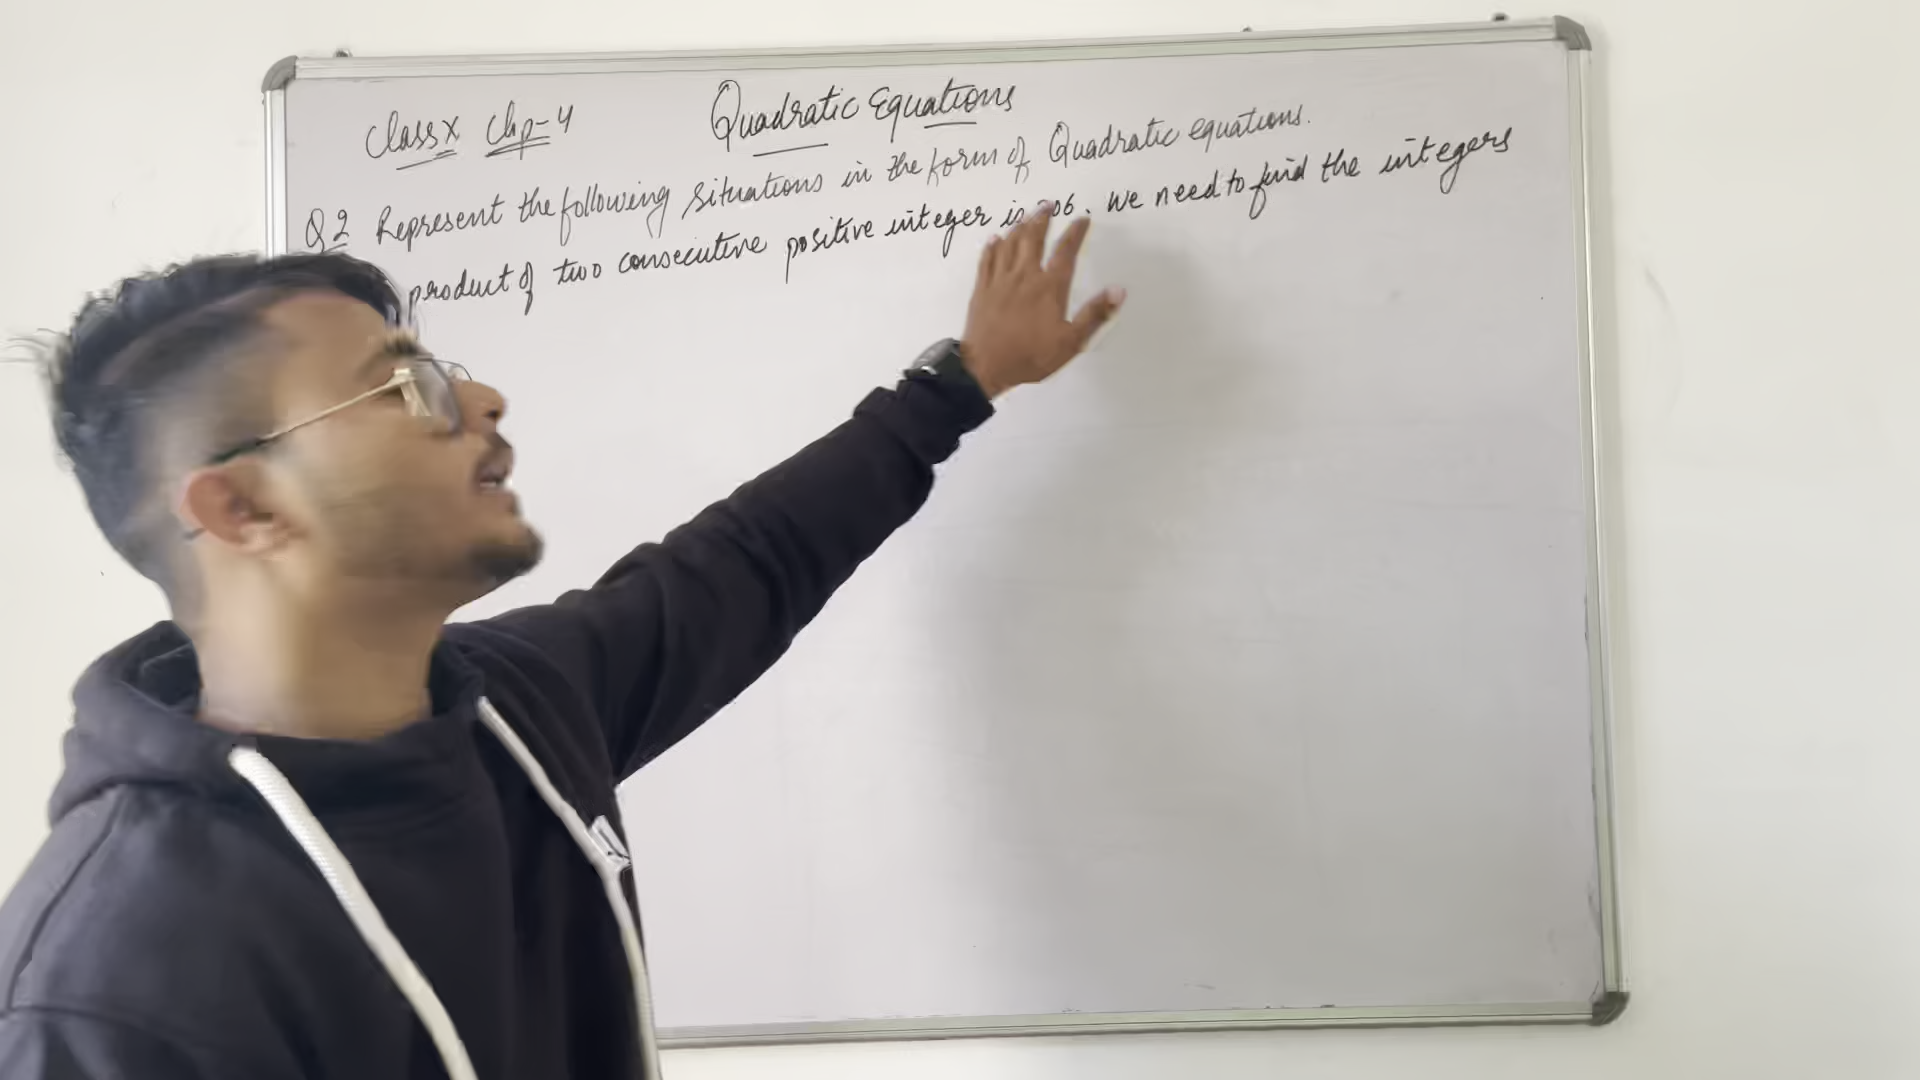 Class X Chp-4
Quadratic Equations
Q2 Represent the following situations in the form of Quadratic equations.
product of two consecutive positive integer is 306. We need to find the integers